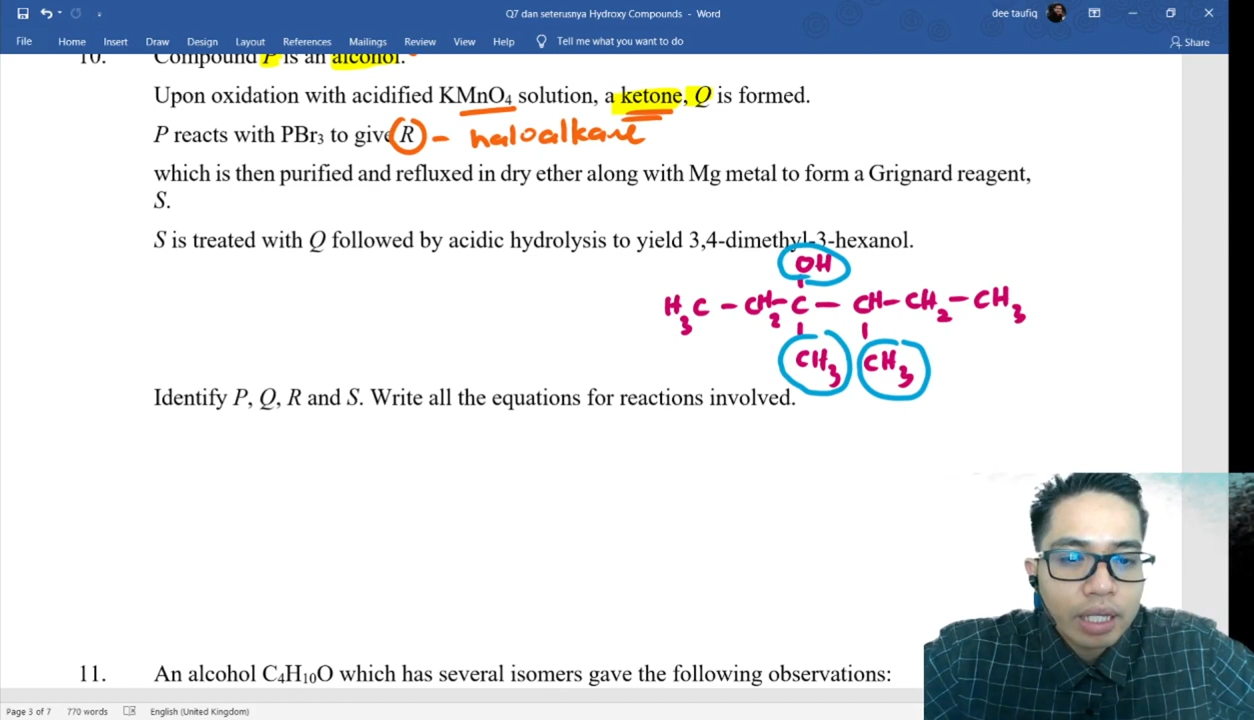 Q7 dan seterusnya Hydroxy Compounds - Word
dee taufiq
File Home Insert Draw Design Layout References Mailings Review View Help Tell me what you want to do Share
10. Compound P is an alcohol.
Upon oxidation with acidified KMnO₄ solution, a ketone, Q is formed.
P reacts with PBr₃ to give R - haloalkane
which is then purified and refluxed in dry ether along with Mg metal to form a Grignard reagent,
S.
S is treated with Q followed by acidic hydrolysis to yield 3,4-dimethyl-3-hexanol.
OH
H₃C - CH₂ - C - CH - CH₂ - CH₃
CH₃ CH₃
Identify P, Q, R and S. Write all the equations for reactions involved.
11. An alcohol C₄H₁₀O which has several isomers gave the following observations:
Page 3 of 7 770 words English (United Kingdom)